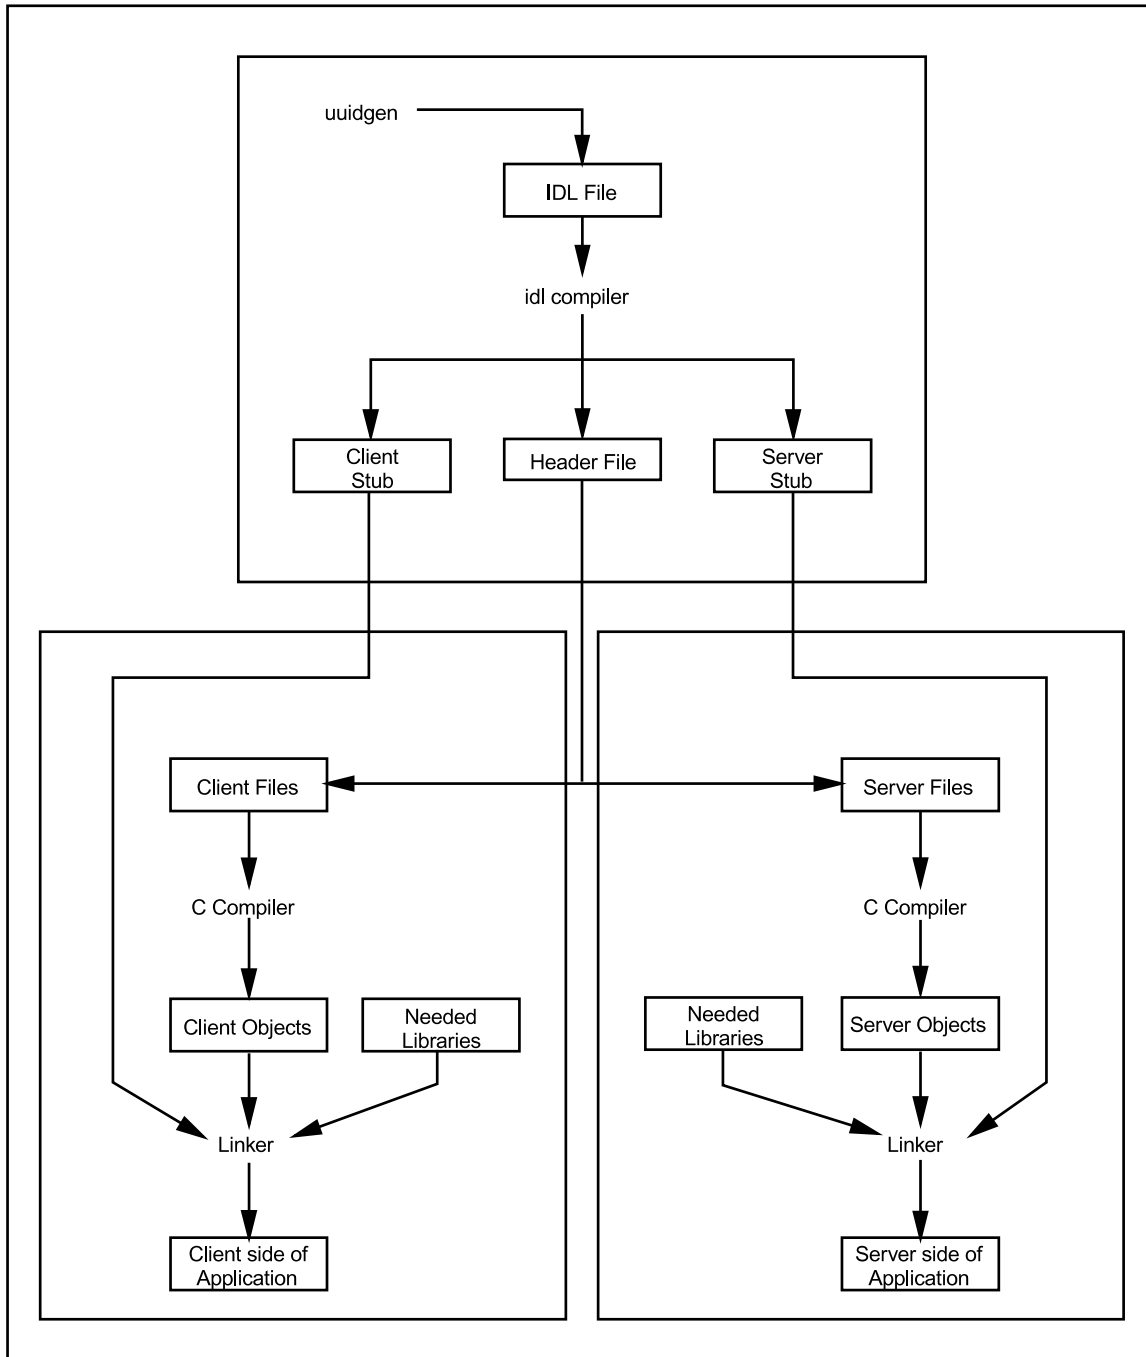 uuidgen
IDL File
idl compiler
Client
Stub
Header File
Server
Stub
Client Files
C Compiler
Client Objects
Needed
Libraries
Linker
Client side of
Application
Server Files
C Compiler
Needed
Libraries
Server Objects
Linker
Server side of
Application